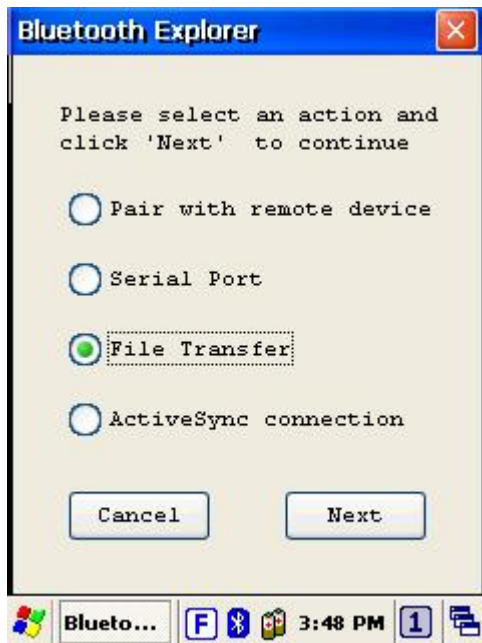 Bluetooth Explorer
Please select an action and
click 'Next' to continue
Pair with remote device
Serial Port
File Transfer
ActiveSync connection
Cancel Next
Blueto... F 3:48 PM 1